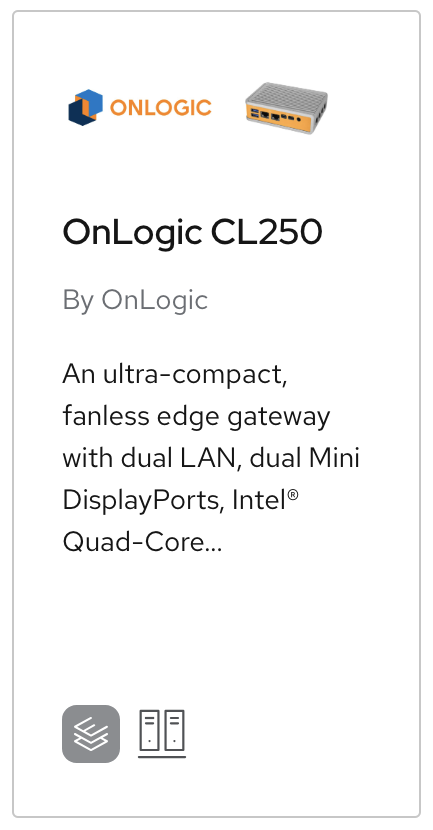 ONLOGIC
OnLogic CL250
By OnLogic
An ultra-compact,
fanless edge gateway
with dual LAN, dual Mini
DisplayPorts, Intel®
Quad-Core...